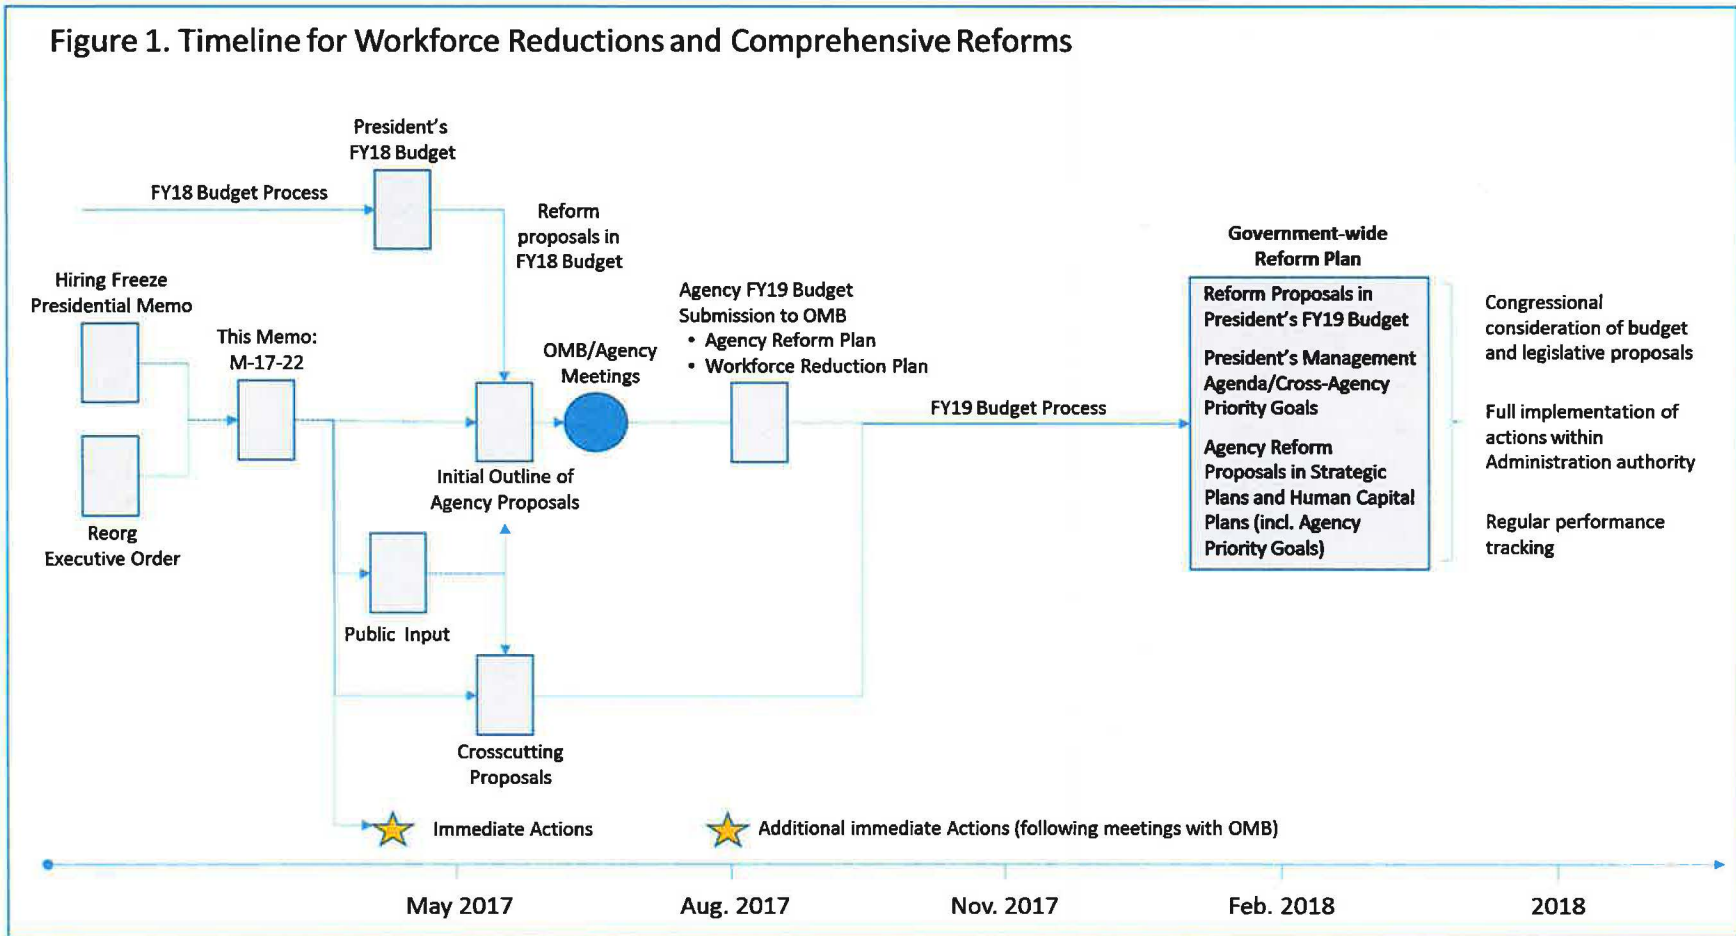 Figure 1. Timeline for Workforce Reductions and Comprehensive Reforms
President's
FY18 Budget
FY18 Budget Process
Reform
proposals in
FY18 Budget
Hiring Freeze
Presidential Memo
This Memo:
M-17-22
Reorg
Executive Order
OMB/Agency
Meetings
Agency FY19 Budget
Submission to OMB
• Agency Reform Plan
• Workforce Reduction Plan
Initial Outline of
Agency Proposals
Public Input
Crosscutting
Proposals
FY19 Budget Process
Government-wide
Reform Plan
Reform Proposals in
President's FY19 Budget
President's Management
Agenda/Cross-Agency
Priority Goals
Agency Reform
Proposals in Strategic
Plans and Human Capital
Plans (incl. Agency
Priority Goals)
Congressional
consideration of budget
and legislative proposals
Full implementation of
actions within
Administration authority
Regular performance
tracking
Immediate Actions
Additional immediate Actions (following meetings with OMB)
May 2017
Aug. 2017
Nov. 2017
Feb. 2018
2018